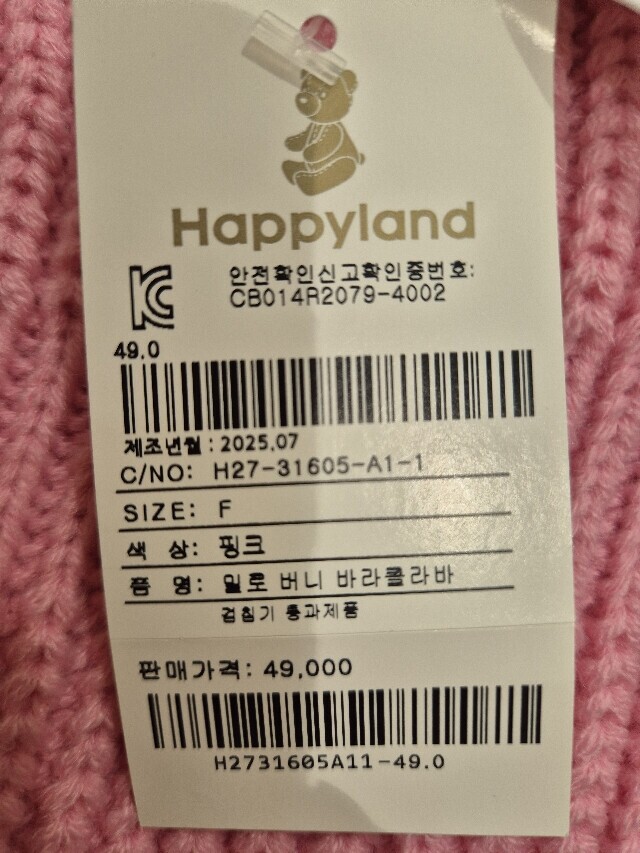 Happyland
안전확인신고확인증번호:
CB014R2079-4002
49.0
제조년월 : 2025.07
C/NO: H27-31605-A1-1
SIZE: F
색 상: 핑크
품 명: 밀로 버니 바라클라바
검침기 통과제품
판매가격: 49,000
H2731605A11-49.0